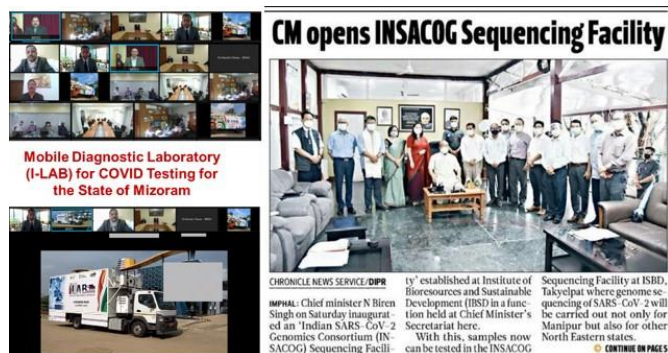 Mobile Diagnostic Laboratory
(I-LAB) for COVID Testing for
the State of Mizoram
CM opens INSACOG Sequencing Facility
CHRONICLE NEWS SERVICE/DIPR
IMPHAL: Chief minister N Biren
Singh on Saturday inaugurat-
ed an 'Indian SARS-CoV-2
Genomics Consortium (IN-
SACOG) Sequencing Facili-
ty' established at Institute of
Bioresources and Sustainable
Development (IBSD) in a func-
tion held at Chief Minister's
Secretariat here.
With this, samples now
can be tested in the INSACOG
Sequencing Facility at ISBD,
Takyelpat where genome se-
quencing of SARS-CoV-2 will
be carried out not only for
Manipur but also for other
North Eastern states.
CONTINUE ON PAGE 5